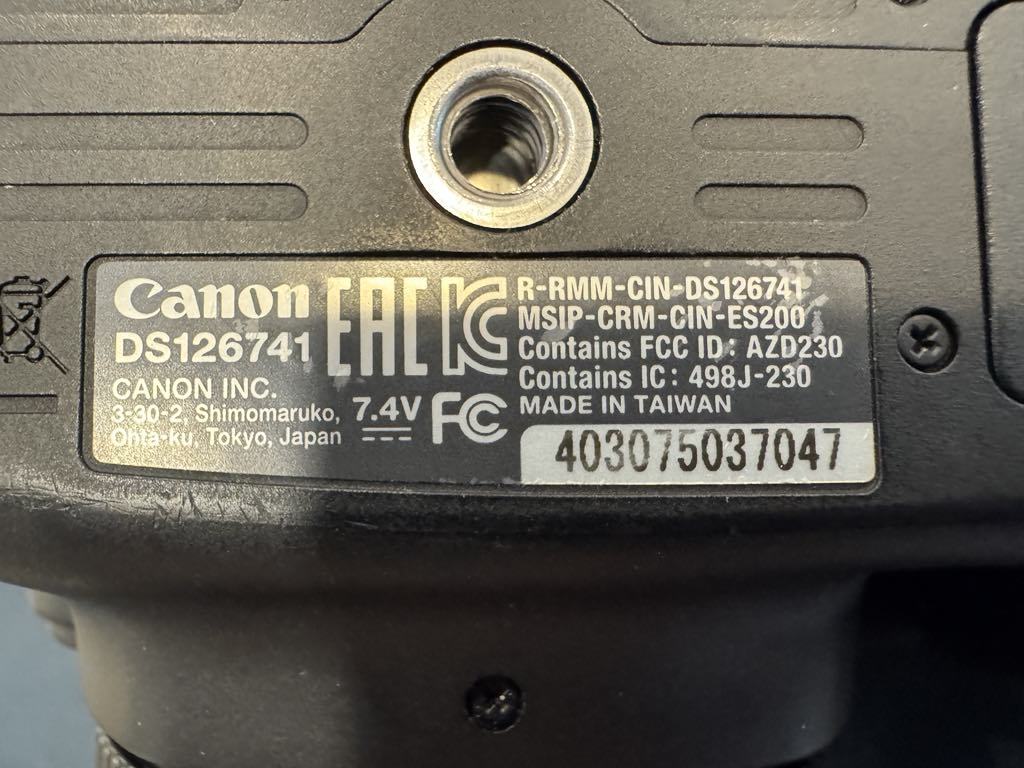 Canon
DS126741
CANON INC.
3-30-2, Shimomaruko,
Ohta-ku, Tokyo, Japan
7.4V
EAC
KC
FC
R-RMM-CIN-DS126741
MSIP-CRM-CIN-ES200
Contains FCC ID: AZD230
Contains IC: 498J-230
MADE IN TAIWAN
403075037047